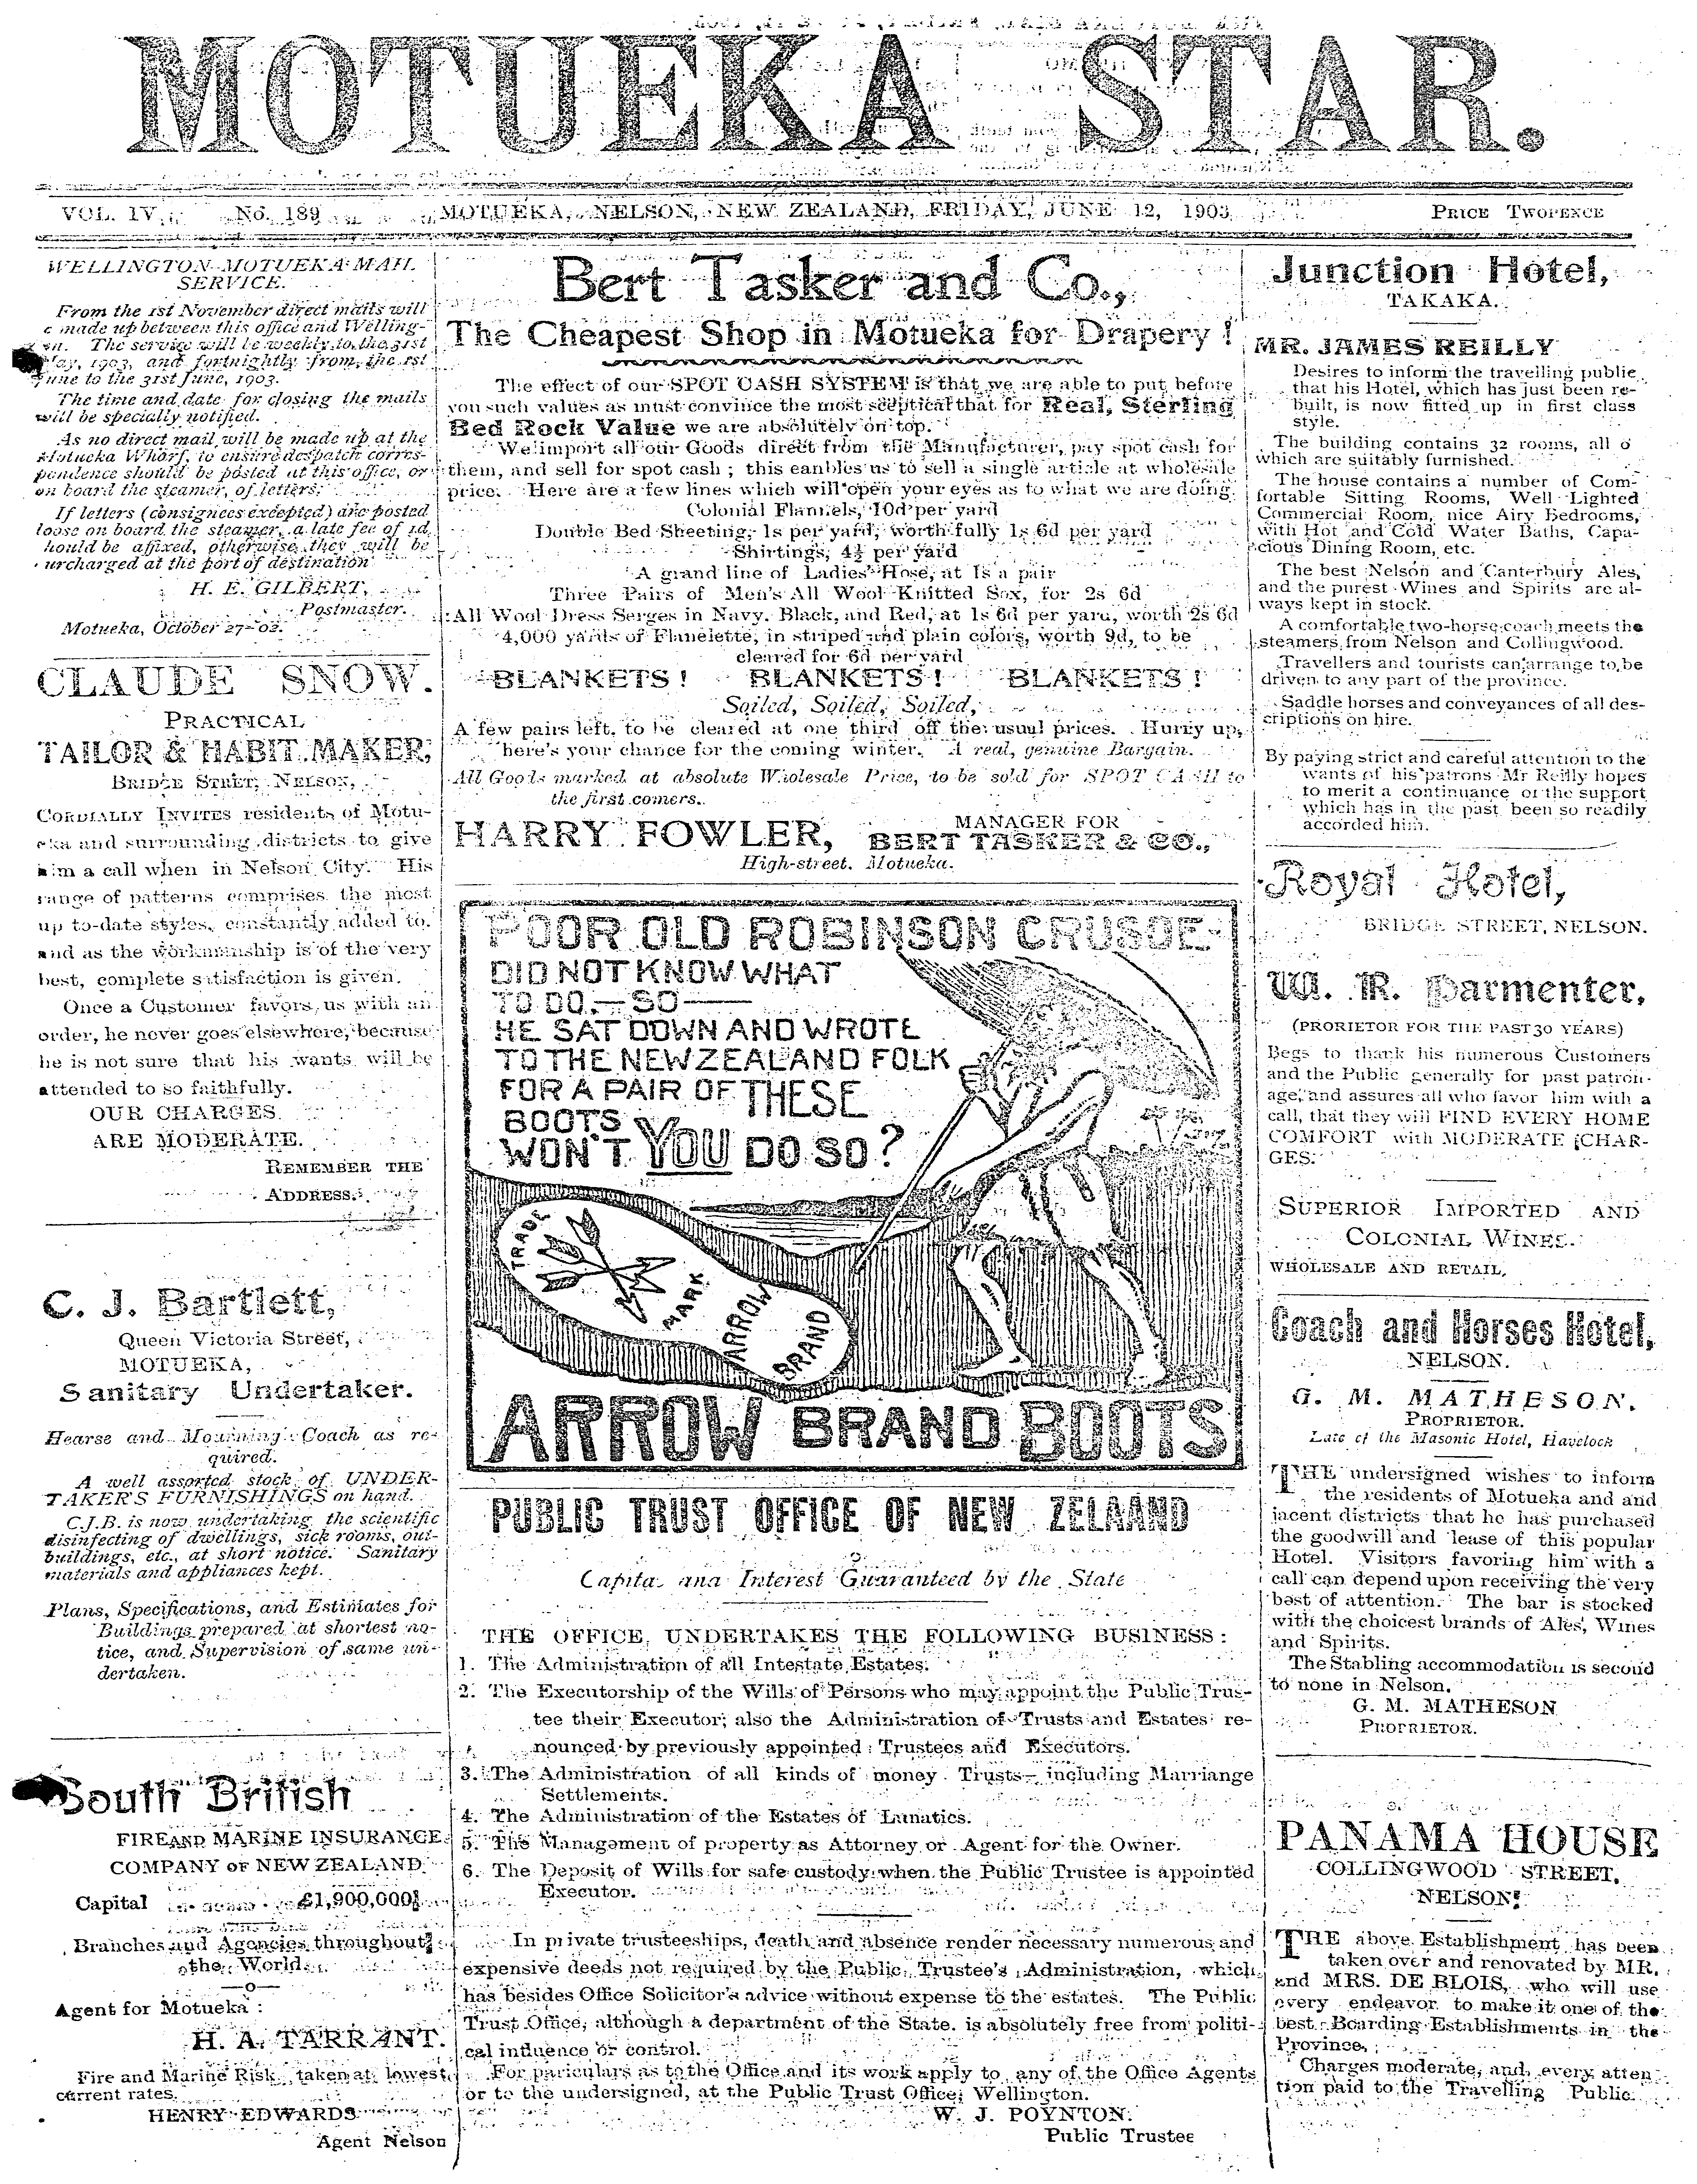 MOTUEKA STAR.
VOL. IV. No. 189 MOTUEKA, NELSON, NEW ZEALAND, FRIDAY, JUNE 12, 1903 PRICE TWOPENCE
WELLINGTON-MOTUEKA MAIL
SERVICE.
From the 1st November direct mails will
e made up between this office and Welling-
The service will be weekly to the 31st
May, 1903, and fortnightly from the 1st
June to the 31st June, 1903.
The time and date for closing the mails
will be specially notified.
As no direct mail will be made up at the
Motueka Wharf, to ensure despatch corres-
pendence should be posted at this office, or
on board the steamer, of letters.
If letters (consignees excepted) are posted
loose on board the steamer, a late fee of 1d,
hould be affixed, otherwise they will be
urcharged at the port of destination
H. E. GILBERT,
Postmaster.
Motueka, October 27-02.
CLAUDE SNOW.
PRACTICAL
TAILOR & HABIT MAKER,
BRIDGE STRET, NELSON,
CORDIALLY INVITES residents of Motu-
eka and surrounding districts to give
him a call when in Nelson City. His
range of patterns comprises the most
up to-date styles, constantly added to.
and as the workmanship is of the very
best, complete satisfaction is given.
Once a Customer favors us with an
order, he never goes elsewhere, because
he is not sure that his wants will be
attended to so faithfully.
OUR CHARGES
ARE MODERATE.
REMEMBER THE
ADDRESS.
C. J. Bartlett,
Queen Victoria Street,
MOTUEKA,
Sanitary Undertaker.
Hearse and Mourning Coach as re-
quired.
A well assorted stock of UNDER-
TAKER'S FURNISHINGS on hand.
C.J.B. is now undertaking the scientific
disinfecting of dwellings, sick rooms, out-
buildings, etc., at short notice. Sanitary
materials and appliances kept.
Plans, Specifications, and Estimates for
Buildings prepared at shortest no-
tice, and Supervision of same un-
dertaken.
South British
FIRE AND MARINE INSURANCE
COMPANY OF NEW ZEALAND.
Capital £1,900,000
Branches and Agencies throughout
the World.
—o—
Agent for Motueka :
H. A. TARRANT.
Fire and Marine Risk taken at lowest
current rates.
HENRY EDWARDS
Agent Nelson
Bert Tasker and Co.,
The Cheapest Shop in Motueka for Drapery !
The effect of our SPOT CASH SYSTEM is that we are able to put before
you such values as must convince the most sceptical that for Real, Sterling
Bed Rock Value we are absolutely on top.
We import all our Goods direct from the Manufacturer, pay spot cash for
them, and sell for spot cash ; this eanbles us to sell a single article at wholesale
price. Here are a few lines which will open your eyes as to what we are doing.
Colonial Flannels, 10d per yard
Double Bed Sheeting, 1s per yard, worth fully 1s 6d per yard
Shirtings, 4½ per yard
A grand line of Ladies' Hose, at 1s a pair
Three Pairs of Men's All Wool Knitted Sox, for 2s 6d
All Wool Dress Serges in Navy. Black, and Red, at 1s 6d per yard, worth 2s 6d
4,000 yards of Flanelette, in striped and plain colors, worth 9d, to be
cleared for 6d per yard
BLANKETS ! BLANKETS ! BLANKETS !
Soiled, Soiled, Soiled,
A few pairs left, to be cleared at one third off the usual prices. Hurry up,
here's your chance for the coming winter. A real, genuine Bargain.
All Goods marked at absolute Wholesale Price, to be sold for SPOT CASH to
the first comers.
HARRY FOWLER, MANAGER FOR
BERT TASKER & CO.,
High-street, Motueka.
POOR OLD ROBINSON CRUSOE-
DID NOT KNOW WHAT
TO DO,—SO—
HE SAT DOWN AND WROTE
TO THE NEW ZEALAND FOLK
FOR A PAIR OF THESE
BOOTS
WON'T YOU DO SO?
TRADE
MARK
ARROW
BRAND
ARROW BRAND BOOTS
PUBLIC TRUST OFFICE OF NEW ZELAAND
Capital and Interest Guaranteed by the State
THE OFFICE UNDERTAKES THE FOLLOWING BUSINESS :
1. The Administration of all Intestate Estates.
2. The Executorship of the Wills of Persons who may appoint the Public Trus-
tee their Executor; also the Administration of Trusts and Estates re-
nounced by previously appointed Trustees and Executors.
3. The Administration of all kinds of money Trusts—including Marriange
Settlements.
4. The Administration of the Estates of Lunatics.
5. The Management of property as Attorney or Agent for the Owner.
6. The Deposit of Wills for safe custody when the Public Trustee is appointed
Executor.
In private trusteeships, death and absence render necessary numerous and
expensive deeds not required by the Public Trustee's Administration, which
has besides Office Solicitor's advice without expense to the estates. The Public
Trust Office, although a department of the State. is absolutely free from politi-
cal influence or control.
For pariculars as to the Office and its work apply to any of the Office Agents
or to the undersigned, at the Public Trust Office, Wellington.
W. J. POYNTON.
Public Trustee
Junction Hotel,
TAKAKA.
MR. JAMES REILLY
Desires to inform the travelling public
that his Hotel, which has just been re-
built, is now fitted up in first class
style.
The building contains 32 rooms, all o
which are suitably furnished.
The house contains a number of Com-
fortable Sitting Rooms, Well Lighted
Commercial Room, nice Airy Bedrooms,
with Hot and Cold Water Baths, Capa-
cious Dining Room, etc.
The best Nelson and Canterbury Ales,
and the purest Wines and Spirits are al-
ways kept in stock.
A comfortable two-horse coach meets the
steamers from Nelson and Collingwood.
Travellers and tourists can arrange to be
driven to any part of the province.
Saddle horses and conveyances of all des-
criptions on hire.
By paying strict and careful attention to the
wants of his patrons Mr Reilly hopes
to merit a continuance of the support
which has in the past been so readily
accorded him.
Royal Hotel,
BRIDGE STREET, NELSON.
W. R. Parmenter,
(PRORIETOR FOR THE PAST 30 YEARS)
Begs to thank his numerous Customers
and the Public generally for past patron-
age, and assures all who favor him with a
call, that they will FIND EVERY HOME
COMFORT with MODERATE CHAR-
GES.
SUPERIOR IMPORTED AND
COLONIAL WINES.
WHOLESALE AND RETAIL,
Coach and Horses Hotel,
NELSON.
G. M. MATHESON.
PROPRIETOR.
Late of the Masonic Hotel, Havelock
THE undersigned wishes to inform
the residents of Motueka and and
jacent districts that he has purchased
the goodwill and lease of this popular
Hotel. Visitors favoring him with a
call can depend upon receiving the very
best of attention. The bar is stocked
with the choicest brands of Ales, Wines
and Spirits.
The Stabling accommodation is second
to none in Nelson.
G. M. MATHESON
PROPRIETOR.
PANAMA HOUSE
COLLINGWOOD STREET,
NELSON.
THE above Establishment has been
taken over and renovated by MR.
and MRS. DE BLOIS, who will use
every endeavor to make it one of the
best Boarding Establishments in the
Province.
Charges moderate, and every atten
tion paid to the Travelling Public.